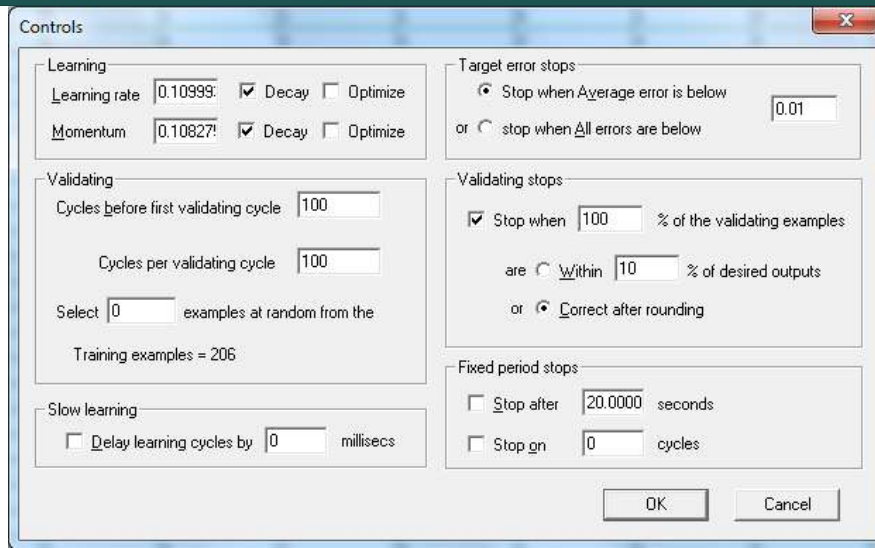 Controls
Learning
Learning rate 0.10999: Decay Optimize
Momentum 0.10827! Decay Optimize
Validating
Cycles before first validating cycle 100
Cycles per validating cycle 100
Select 0 examples at random from the
Training examples = 206
Slow learning
Delay learning cycles by 0 millisecs
Target error stops
Stop when Average error is below
0.01
or stop when All errors are below
Validating stops
Stop when 100 % of the validating examples
are Within 10 % of desired outputs
or Correct after rounding
Fixed period stops
Stop after 20.0000 seconds
Stop on 0 cycles
OK Cancel